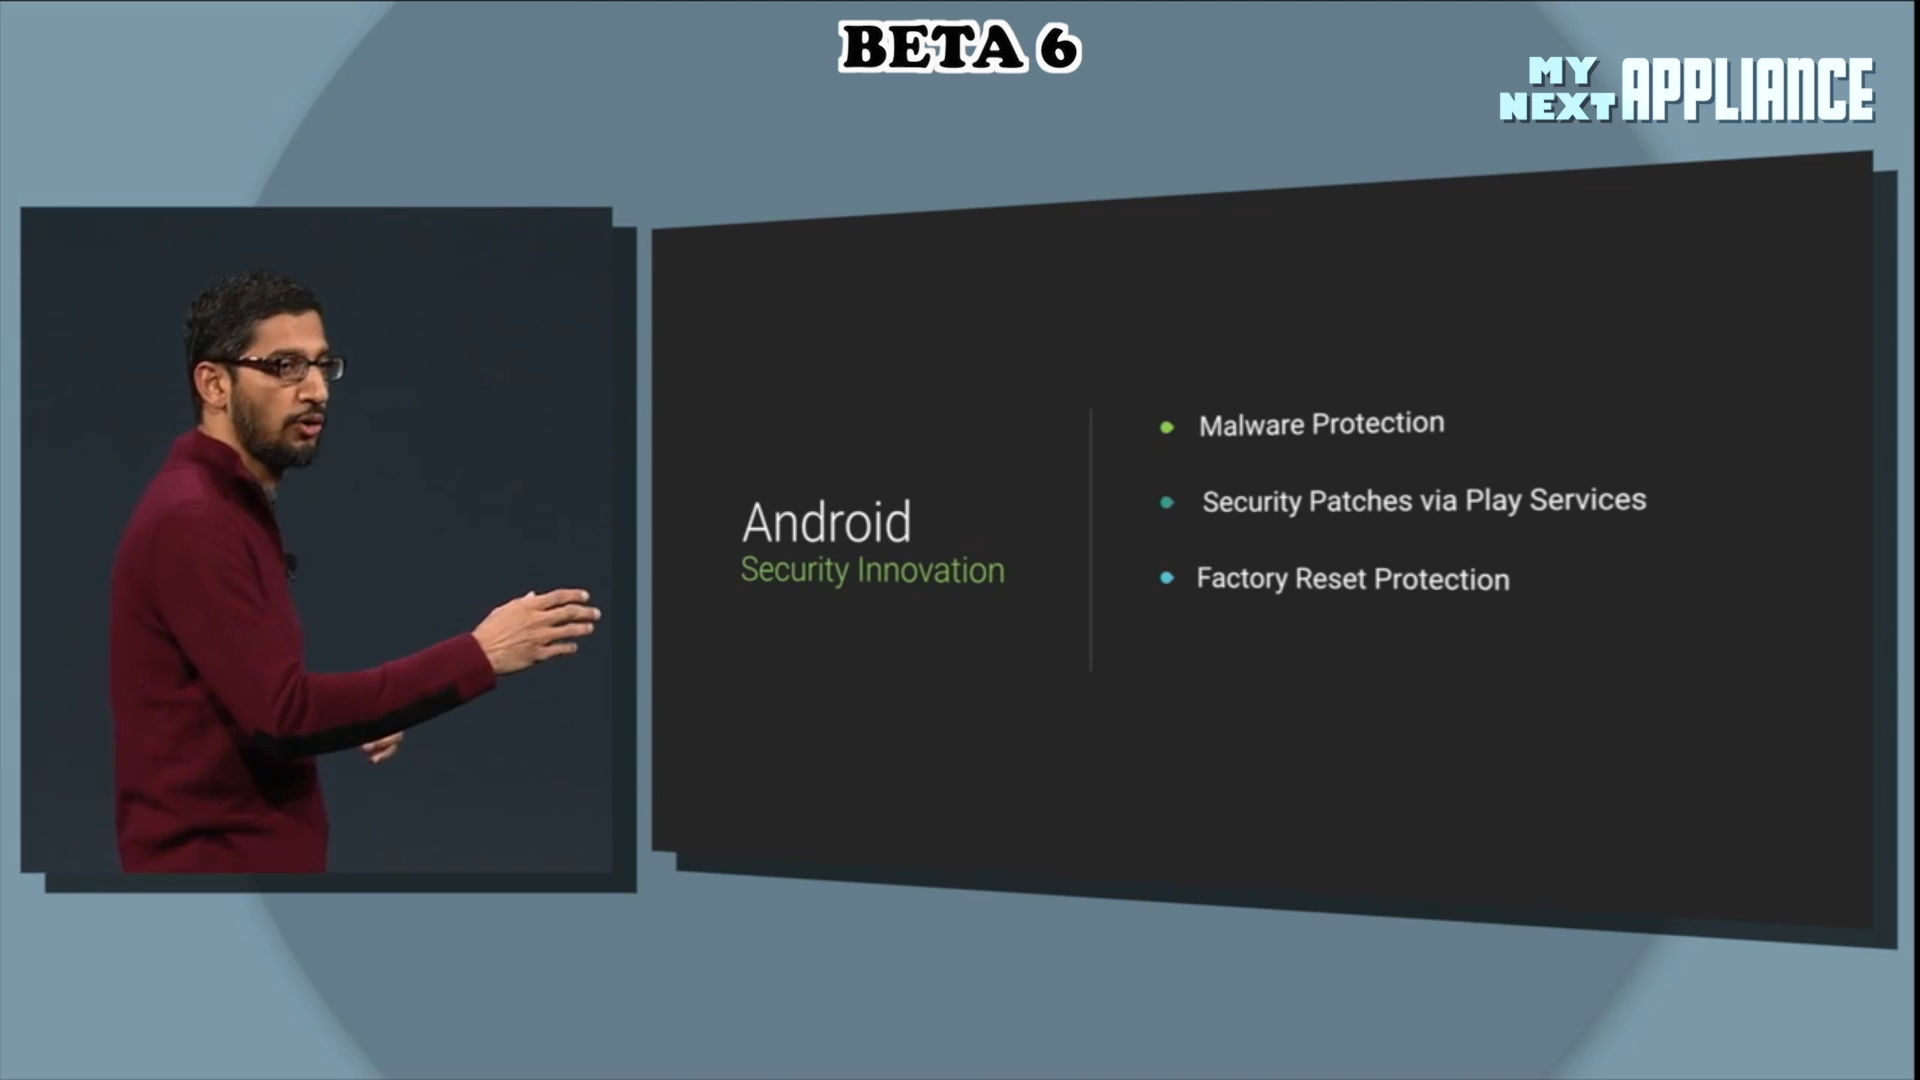 BETA 6
MY
NEXT APPLIANCE
Android
Security Innovation
Malware Protection
Security Patches via Play Services
Factory Reset Protection